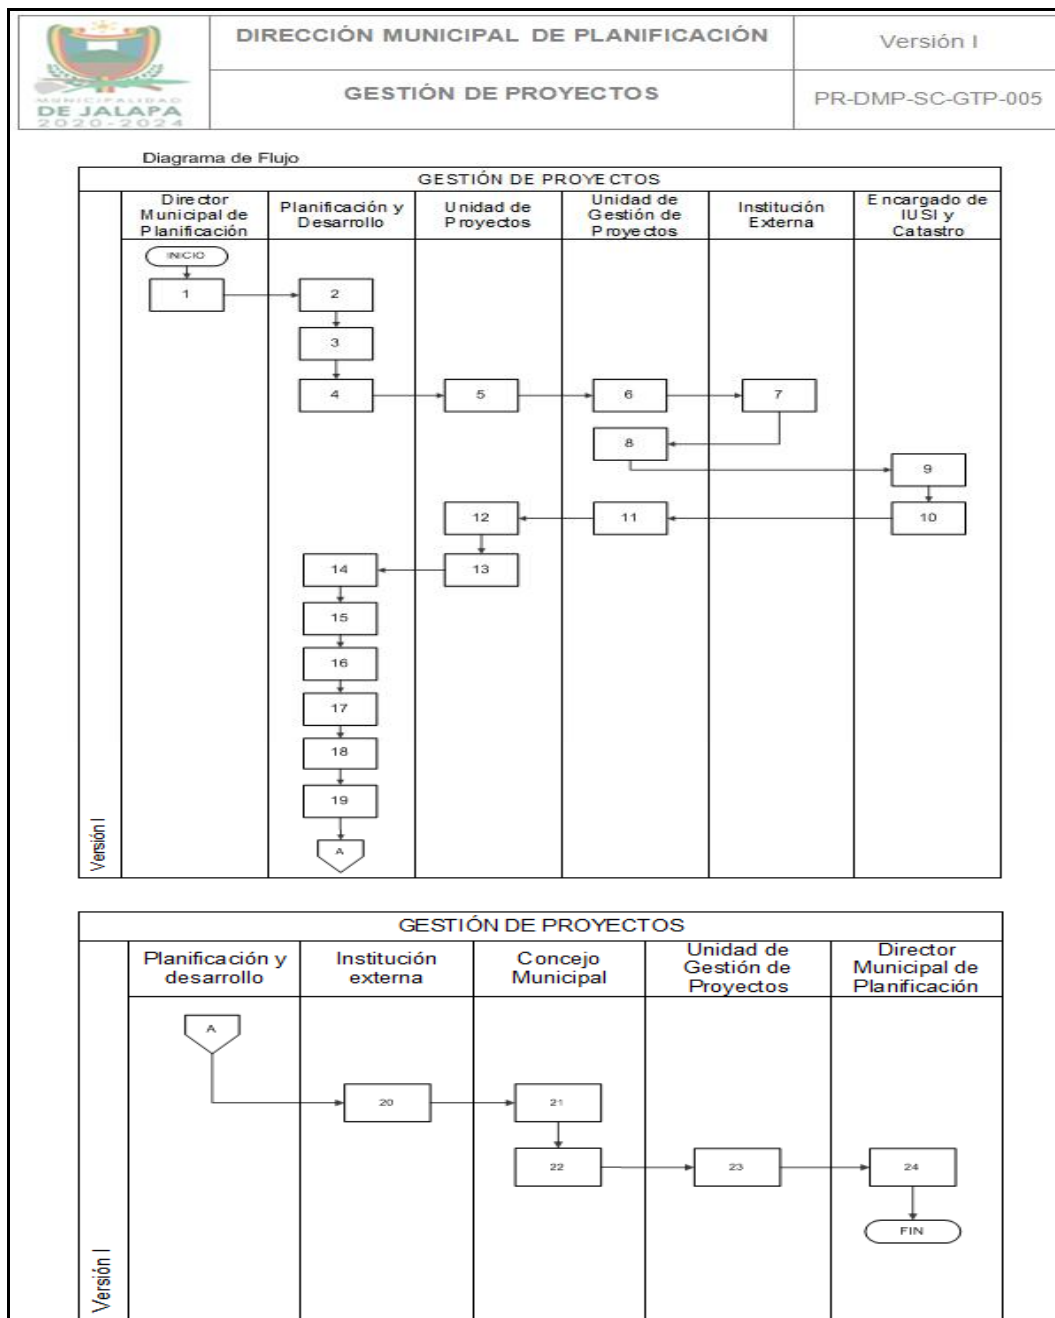 MUNICIPALIDAD
DE JALAPA
2020-2024
DIRECCIÓN MUNICIPAL DE PLANIFICACIÓN
Versión I
GESTIÓN DE PROYECTOS
PR-DMP-SC-GTP-005
Diagrama de Flujo
GESTIÓN DE PROYECTOS
Director
Municipal de
Planificación
Planificación y
Desarrollo
Unidad de
Proyectos
Unidad de
Gestión de
Proyectos
Institución
Externa
Encargado de
IUSI y
Catastro
INICIO
1
2
3
4
5
6
7
8
9
10
11
12
13
14
15
16
17
18
19
A
Versión I
GESTIÓN DE PROYECTOS
Planificación y
desarrollo
Institución
externa
Concejo
Municipal
Unidad de
Gestión de
Proyectos
Director
Municipal de
Planificación
A
20
21
22
23
24
FIN
Versión I